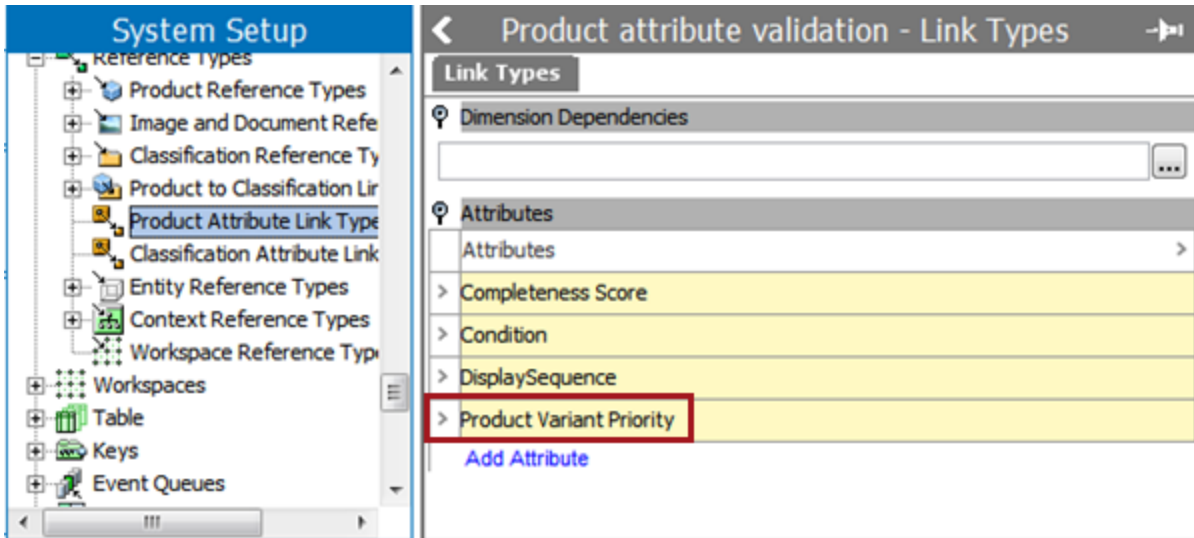 System Setup
Reference Types
Product Reference Types
Image and Document Refe
Classification Reference Ty
Product to Classification Lin
Product Attribute Link Type
Classification Attribute Link
Entity Reference Types
Context Reference Types
Workspace Reference Typ
Workspaces
Table
Keys
Event Queues
Product attribute validation - Link Types
Link Types
Dimension Dependencies
...
Attributes
Attributes >
> Completeness Score
> Condition
> DisplaySequence
> Product Variant Priority
Add Attribute